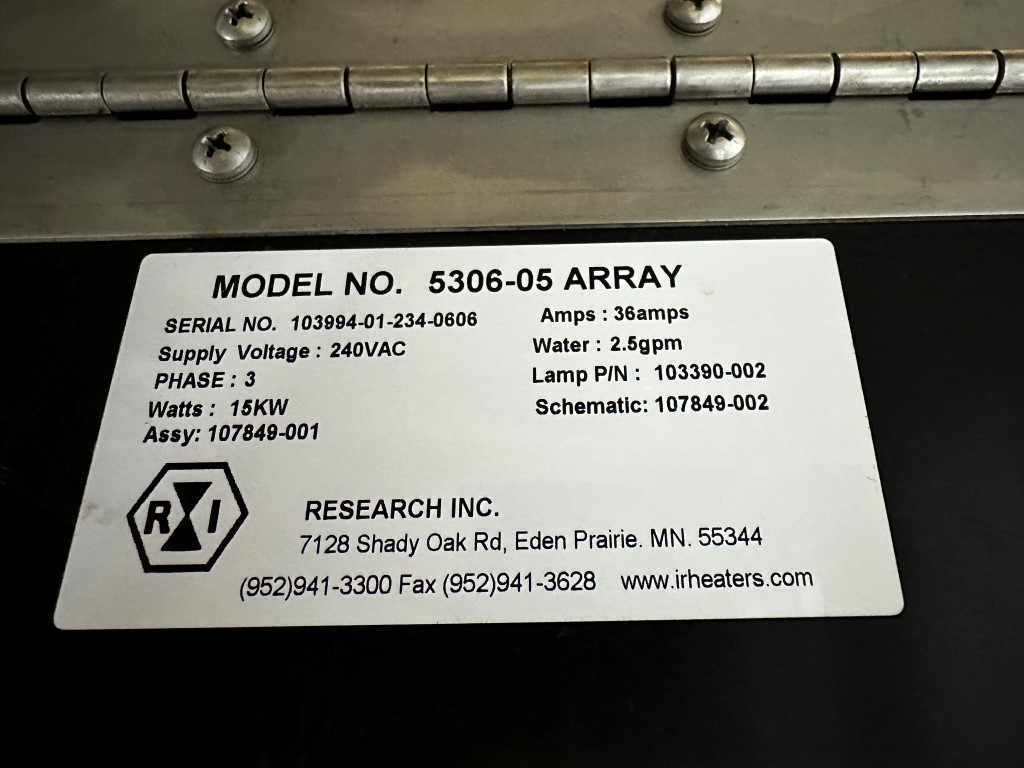 MODEL NO. 5306-05 ARRAY
SERIAL NO. 103994-01-234-0606
Supply Voltage : 240VAC
PHASE : 3
Watts : 15KW
Assy: 107849-001
Amps : 36amps
Water : 2.5gpm
Lamp P/N : 103390-002
Schematic: 107849-002
R I
RESEARCH INC.
7128 Shady Oak Rd, Eden Prairie. MN. 55344
(952)941-3300 Fax (952)941-3628 www.irheaters.com